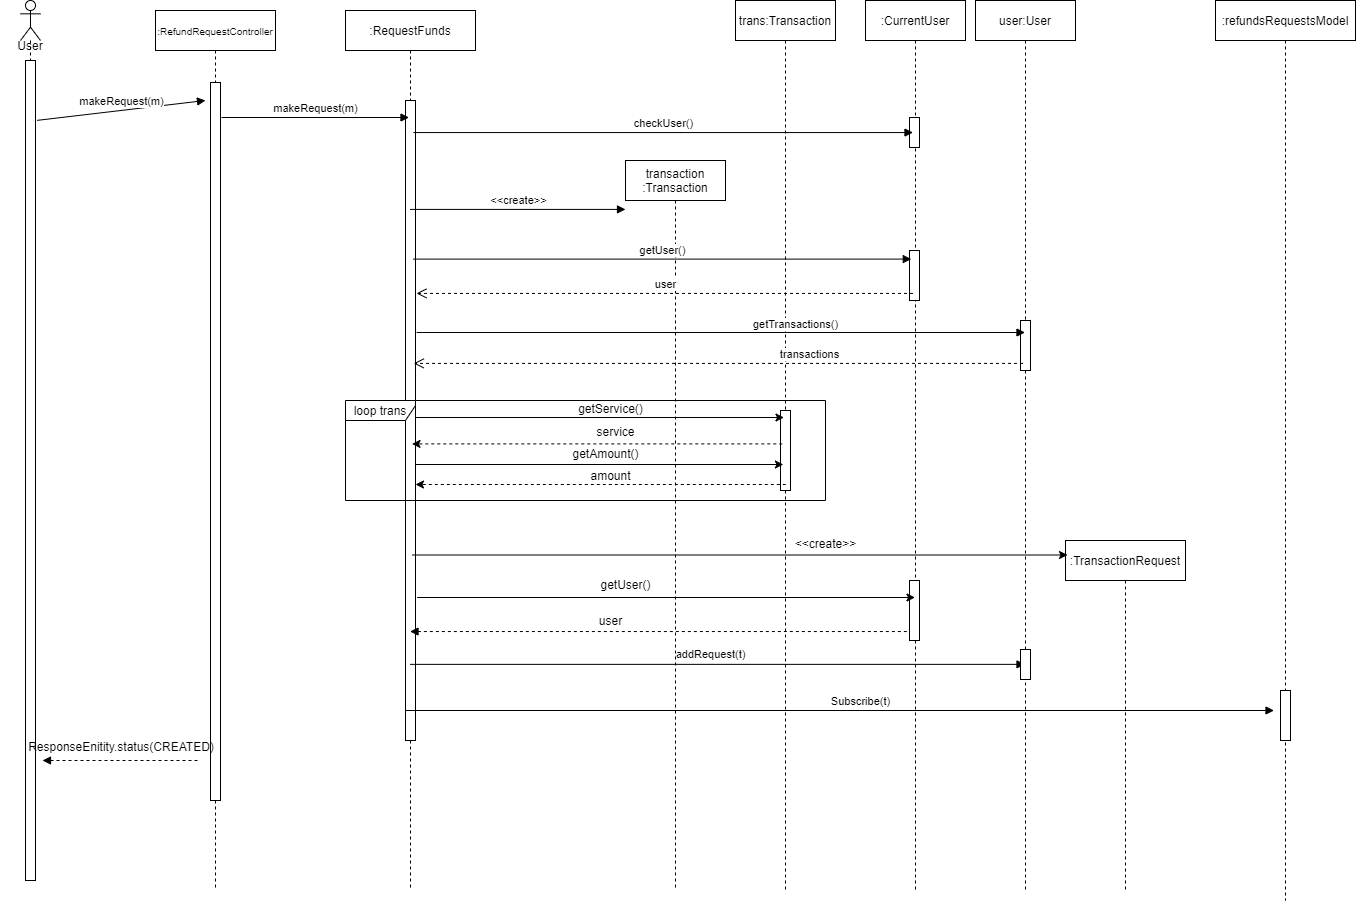 User
:RefundRequestController
:RequestFunds
trans:Transaction
:CurrentUser
user:User
:refundsRequestsModel
makeRequest(m)
makeRequest(m)
checkUser()
transaction
:Transaction
<<create>>
getUser()
user
getTransactions()
transactions
loop trans
getService()
service
getAmount()
amount
<<create>>
:TransactionRequest
getUser()
user
addRequest(t)
Subscribe(t)
ResponseEnitity.status(CREATED)